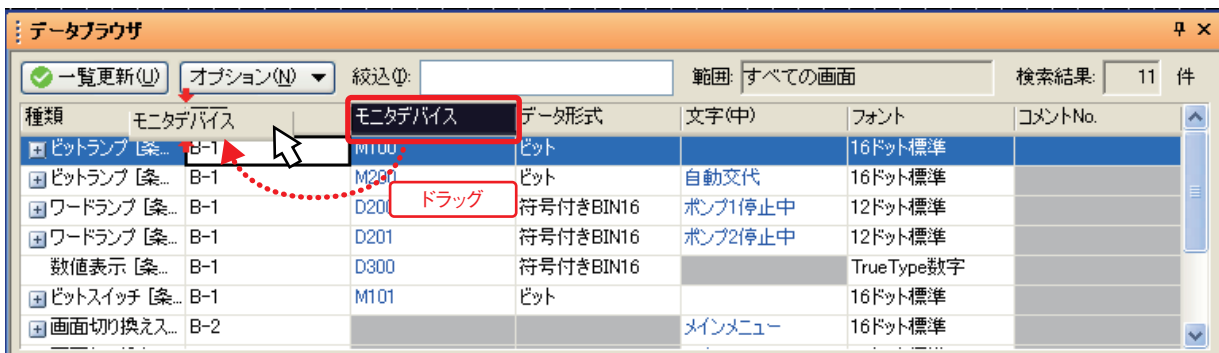 データブラウザ
一覧更新(U) オプション(N) 絞込(I): 範囲: すべての画面 検索結果: 11 件
種類 モニタデバイス モニタデバイス データ形式 文字(中) フォント コメントNo.
ビットランプ [条... B-1 M100 ビット 16ドット標準
ビットランプ [条... B-1 M200 ビット 自動交代 16ドット標準
ドラッグ
ワードランプ [条... B-1 D200 符号付きBIN16 ポンプ1停止中 12ドット標準
ワードランプ [条... B-1 D201 符号付きBIN16 ポンプ2停止中 12ドット標準
数値表示 [条... B-1 D300 符号付きBIN16 TrueType数字
ビットスイッチ [条... B-1 M101 ビット 16ドット標準
画面切り換えス... B-2 メインメニュー 16ドット標準